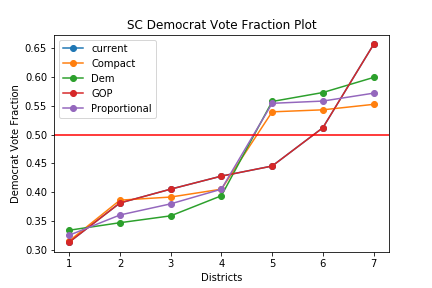 SC Democrat Vote Fraction Plot
current
Compact
Dem
GOP
Proportional
Democrat Vote Fraction
0.65
0.60
0.55
0.50
0.45
0.40
0.35
0.30
1 2 3 4 5 6 7
Districts